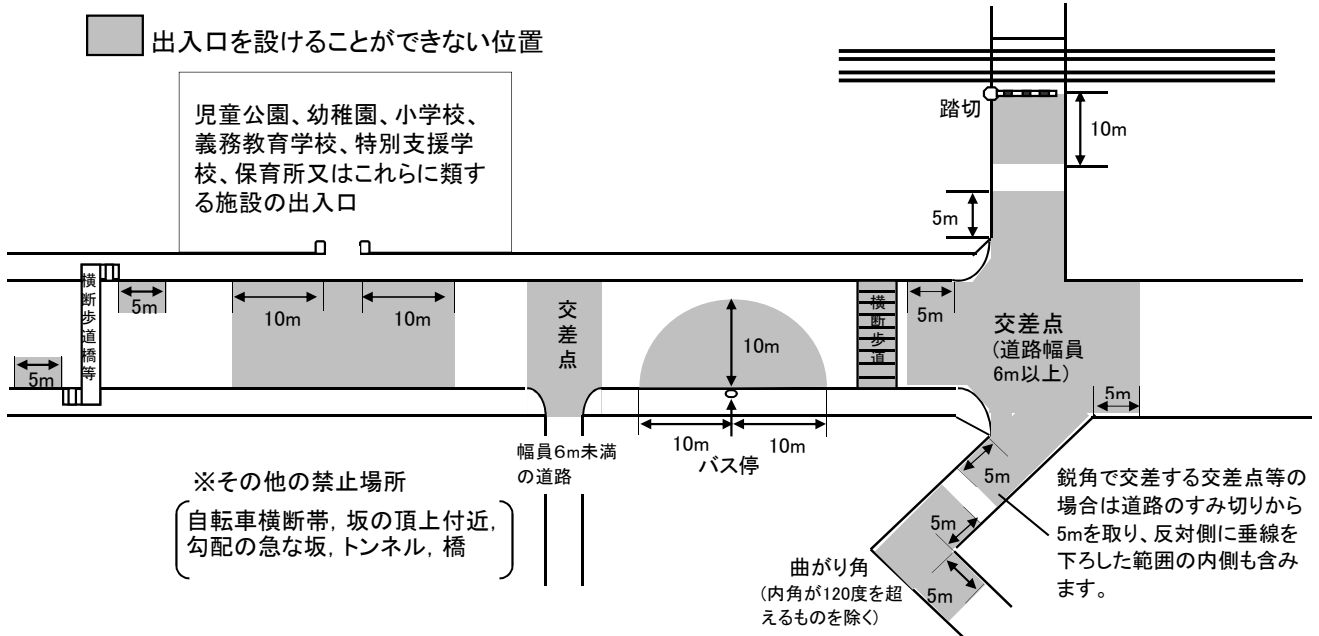 出入口を設けることができない位置
児童公園、幼稚園、小学校、
義務教育学校、特別支援学
校、保育所又はこれらに類す
る施設の出入口
踏切
10m
5m
横断歩道橋等
5m
10m
10m
交差点
10m
横断歩道
5m
交差点
(道路幅員
6m以上)
5m
5m
10m
10m
バス停
幅員6m未満
の道路
※その他の禁止場所
自転車横断帯, 坂の頂上付近,
勾配の急な坂, トンネル, 橋
5m
5m
5m
曲がり角
(内角が120度を超
えるものを除く)
鋭角で交差する交差点等の
場合は道路のすみ切りから
5mを取り、反対側に垂線を
下ろした範囲の内側も含み
ます。